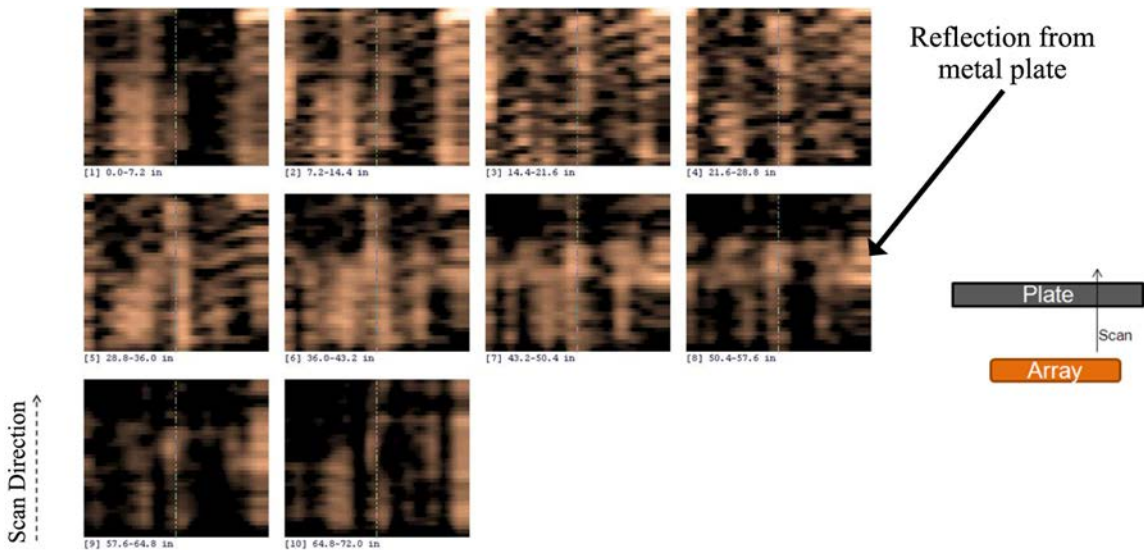 Reflection from
metal plate
[1] 0.0-7.2 in
[2] 7.2-14.4 in
[3] 14.4-21.6 in
[4] 21.6-28.8 in
[5] 28.8-36.0 in
[6] 36.0-43.2 in
[7] 43.2-50.4 in
[8] 50.4-57.6 in
Plate
Scan
Array
Scan Direction
[9] 57.6-64.8 in
[10] 64.8-72.0 in